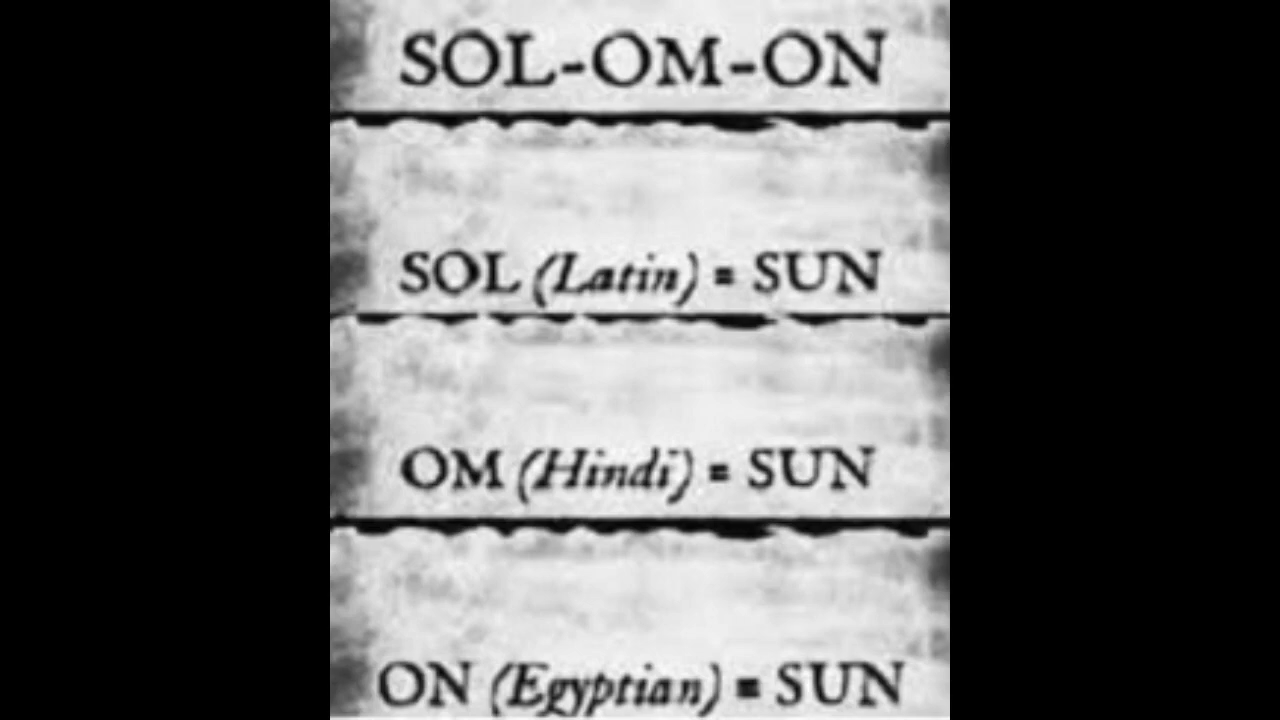 SOL-OM-ON
SOL (Latin) = SUN
OM (Hindi) = SUN
ON (Egyptian) = SUN